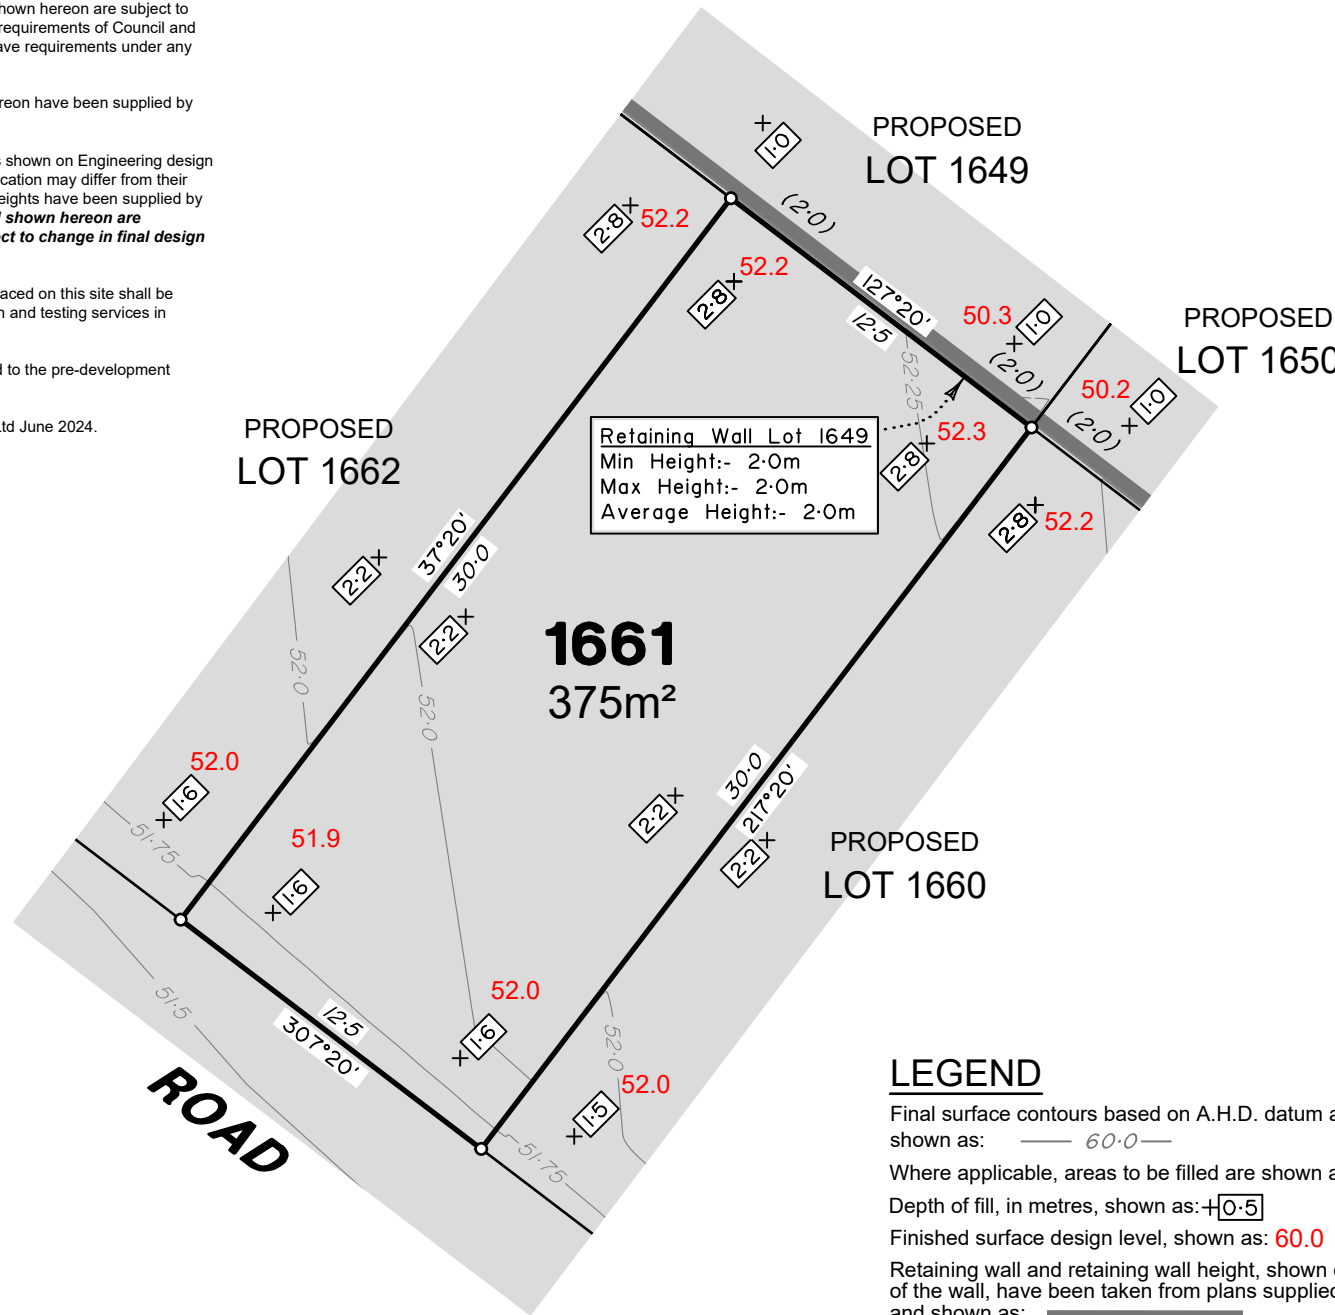 hown hereon are subject to
requirements of Council and
ave requirements under any
reon have been supplied by
s shown on Engineering design
cation may differ from their
eights have been supplied by
l shown hereon are
ect to change in final design
aced on this site shall be
n and testing services in
d to the pre-development
td June 2024.
PROPOSED
LOT 1649
1·0
(2·0)
2·8
52.2
52.2
2·8
127°20'
12·5
50.3
1·0
(2·0)
PROPOSED
LOT 1650
50.2
1·0
(2·0)
52·25
PROPOSED
LOT 1662
Retaining Wall Lot 1649
Min Height:- 2·0m
Max Height:- 2·0m
Average Height:- 2·0m
52.3
2·8
2·8
52.2
37°20'
30·0
2·2
2·2
1661
375m²
52·0
52·0
52.0
1·6
51·75
51.9
1·6
2·2
30·0
217°20'
2·2
PROPOSED
LOT 1660
51·5
12·5
307°20'
52.0
1·6
52·0
52.0
1·5
51·75
ROAD
LEGEND
Final surface contours based on A.H.D. datum a
shown as: 60·0
Where applicable, areas to be filled are shown a
Depth of fill, in metres, shown as:+0·5
Finished surface design level, shown as: 60.0
Retaining wall and retaining wall height, shown
of the wall, have been taken from plans supplied
and shown as: